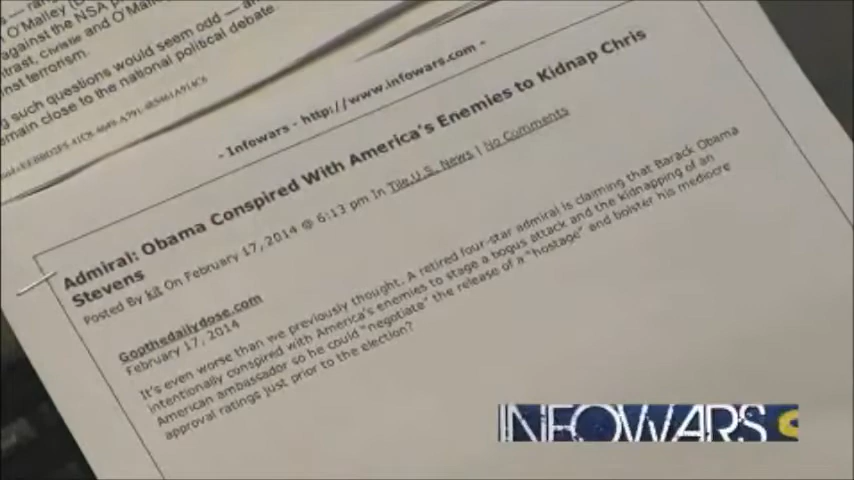 O'Malley (D
against the NSA p
trast, Christie and O'Mal
nst terrorism.
g such questions would seem odd — a
emain close to the national political debate
- Infowars - http://www.infowars.com -
Admiral: Obama Conspired With America's Enemies to Kidnap Chris
Stevens
Posted By kit On February 17, 2014 @ 6:13 pm In Tile,U.S. News | No Comments
Gopthedailydose.com
February 17, 2014
It's even worse than we previously thought. A retired four-star admiral is claiming that Barack Obama
intentionally conspired with America's enemies to stage a bogus attack and the kidnapping of an
American ambassador so he could "negotiate" the release of a "hostage" and bolster his mediocre
approval ratings just prior to the election?
INFOWARS